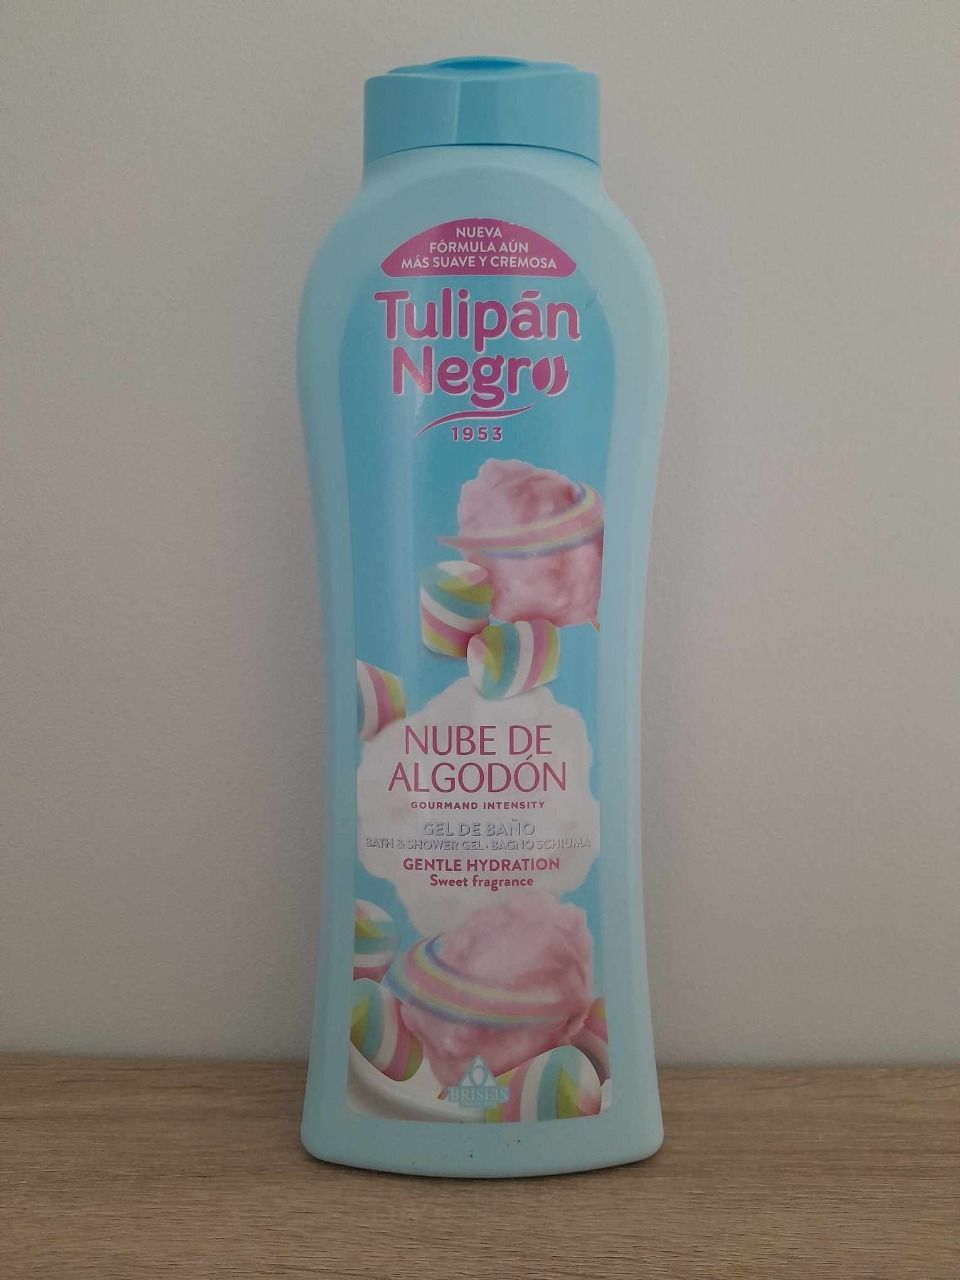 NUEVA
FÓRMULA AÚN
MÁS SUAVE Y CREMOSA
Tulipán
Negro
1953
NUBE DE
ALGODÓN
GOURMAND INTENSITY
GEL DE BAÑO
BATH & SHOWER GEL · BAGNO SCHIUMA
GENTLE HYDRATION
Sweet fragrance
BRISEIS